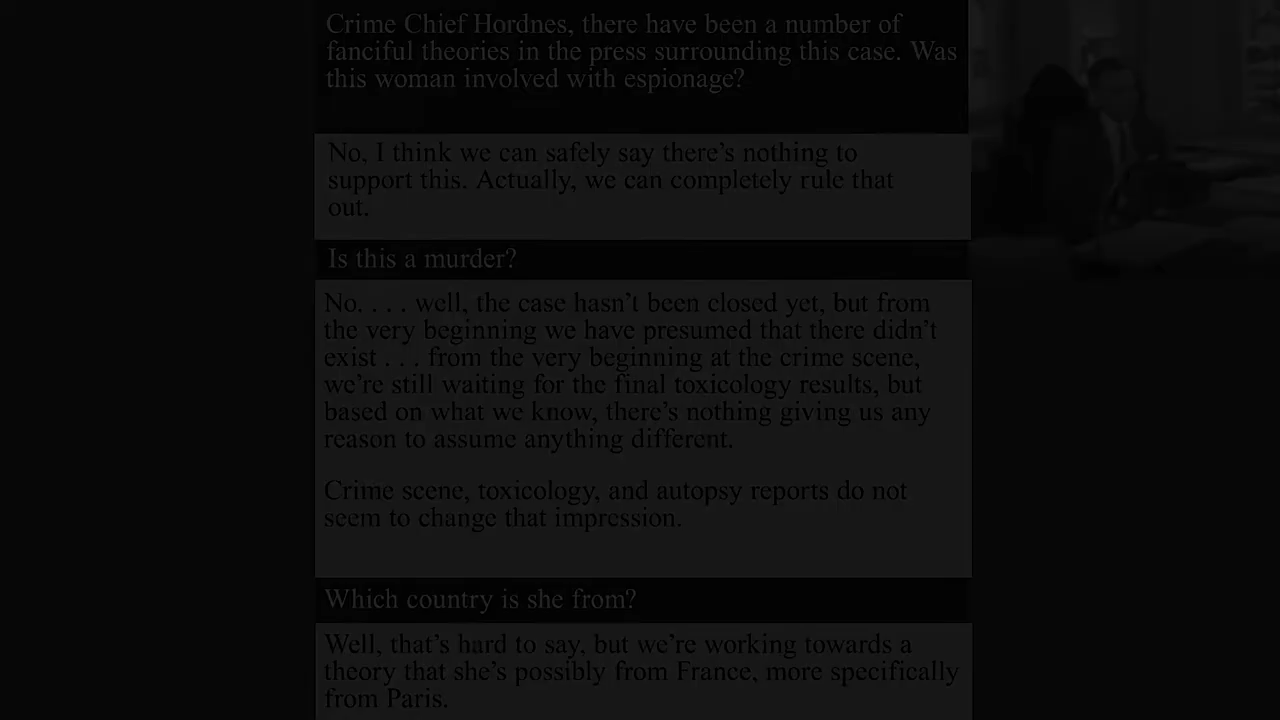 Crime Chief Hordnes, there have been a number of
fanciful theories in the press surrounding this case. Was
this woman involved with espionage?
No, I think we can safely say there's nothing to
support this. Actually, we can completely rule that
out.
Is this a murder?
No. . . . well, the case hasn't been closed yet, but from
the very beginning we have presumed that there didn't
exist . . . from the very beginning at the crime scene,
we're still waiting for the final toxicology results, but
based on what we know, there's nothing giving us any
reason to assume anything different.
Crime scene, toxicology, and autopsy reports do not
seem to change that impression.
Which country is she from?
Well, that's hard to say, but we're working towards a
theory that she's possibly from France, more specifically
from Paris.